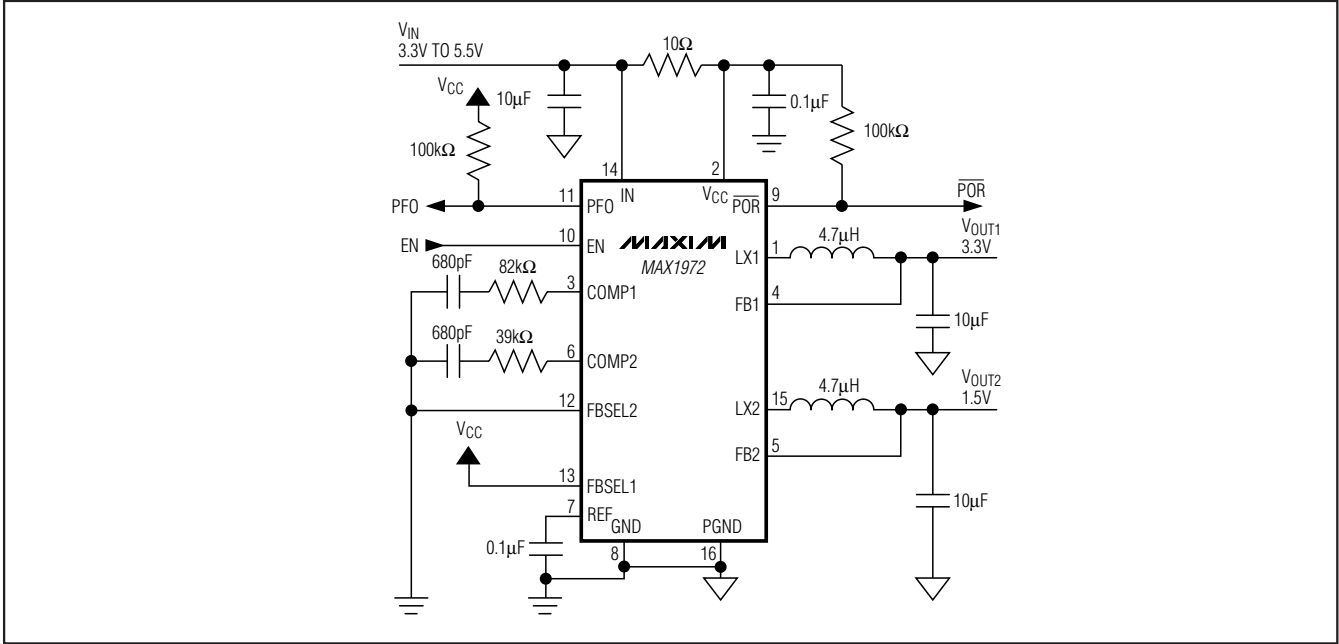 VIN
3.3V TO 5.5V
10Ω
VCC
10µF
0.1µF
100kΩ
100kΩ
14
2
IN
VCC
PFO
11
PFO
POR
9
POR
EN
10
EN
MAXIM
MAX1972
LX1
1
4.7µH
VOUT1
3.3V
680pF
82kΩ
3
COMP1
FB1
4
10µF
680pF
39kΩ
6
COMP2
12
FBSEL2
LX2
15
4.7µH
VOUT2
1.5V
VCC
FB2
5
13
FBSEL1
10µF
7
REF
GND
PGND
0.1µF
8
16